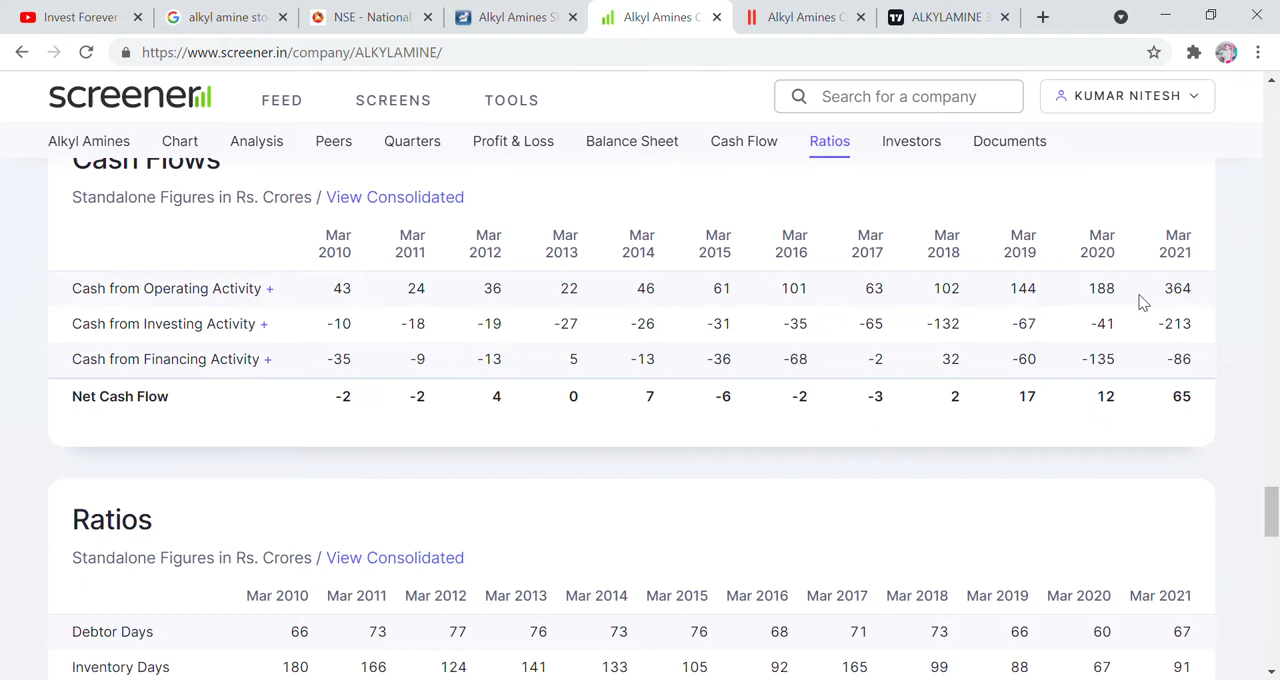 Invest Forever
alkyl amine sto
NSE - National
Alkyl Amines S
Alkyl Amines C
Alkyl Amines C
ALKYLAMINE 3
https://www.screener.in/company/ALKYLAMINE/
screener
FEED
SCREENS
TOOLS
Search for a company
KUMAR NITESH
Alkyl Amines Chart Analysis Peers Quarters Profit & Loss Balance Sheet Cash Flow Ratios Investors Documents
Cash Flows
Standalone Figures in Rs. Crores / View Consolidated
Mar 2010 Mar 2011 Mar 2012 Mar 2013 Mar 2014 Mar 2015 Mar 2016 Mar 2017 Mar 2018 Mar 2019 Mar 2020 Mar 2021
Cash from Operating Activity + 43 24 36 22 46 61 101 63 102 144 188 364
Cash from Investing Activity + -10 -18 -19 -27 -26 -31 -35 -65 -132 -67 -41 -213
Cash from Financing Activity + -35 -9 -13 5 -13 -36 -68 -2 32 -60 -135 -86
Net Cash Flow -2 -2 4 0 7 -6 -2 -3 2 17 12 65
Ratios
Standalone Figures in Rs. Crores / View Consolidated
Mar 2010 Mar 2011 Mar 2012 Mar 2013 Mar 2014 Mar 2015 Mar 2016 Mar 2017 Mar 2018 Mar 2019 Mar 2020 Mar 2021
Debtor Days 66 73 77 76 73 76 68 71 73 66 60 67
Inventory Days 180 166 124 141 133 105 92 165 99 88 67 91